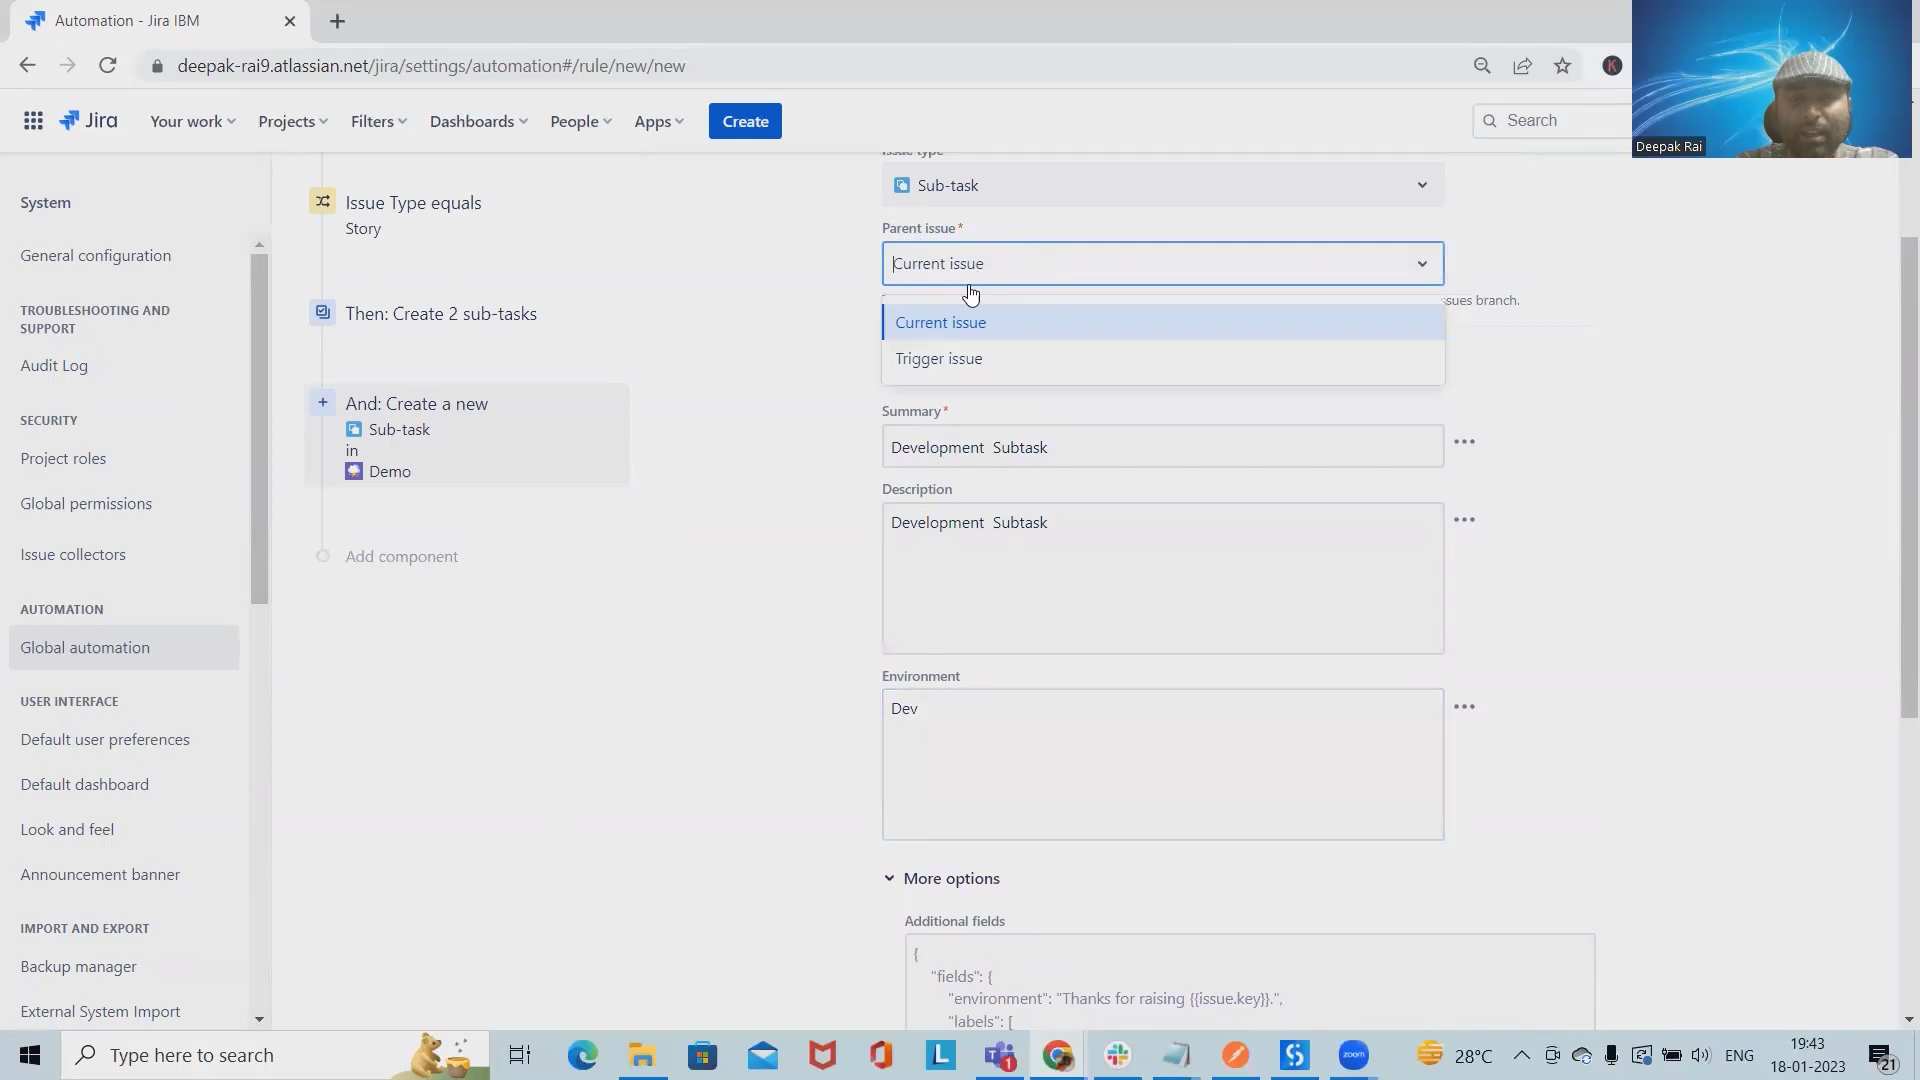 Automation - Jira IBM
deepak-rai9.atlassian.net/jira/settings/automation#/rule/new/new
K
Deepak Rai
Jira
Your work
Projects
Filters
Dashboards
People
Apps
Create
Search
System
General configuration
TROUBLESHOOTING AND
SUPPORT
Audit Log
SECURITY
Project roles
Global permissions
Issue collectors
AUTOMATION
Global automation
USER INTERFACE
Default user preferences
Default dashboard
Look and feel
Announcement banner
IMPORT AND EXPORT
Backup manager
External System Import
Issue Type equals
Story
Then: Create 2 sub-tasks
And: Create a new
Sub-task
in
Demo
Add component
Issue type
Sub-task
Parent issue*
Current issue
Current issue
Trigger issue
sues branch.
Summary*
Development  Subtask
Description
Development  Subtask
Environment
Dev
More options
Additional fields
{
"fields": {
"environment": "Thanks for raising {{issue.key}}.",
"labels": [
Type here to search
L
1
zoom
28°C
ENG
19:43
18-01-2023
21